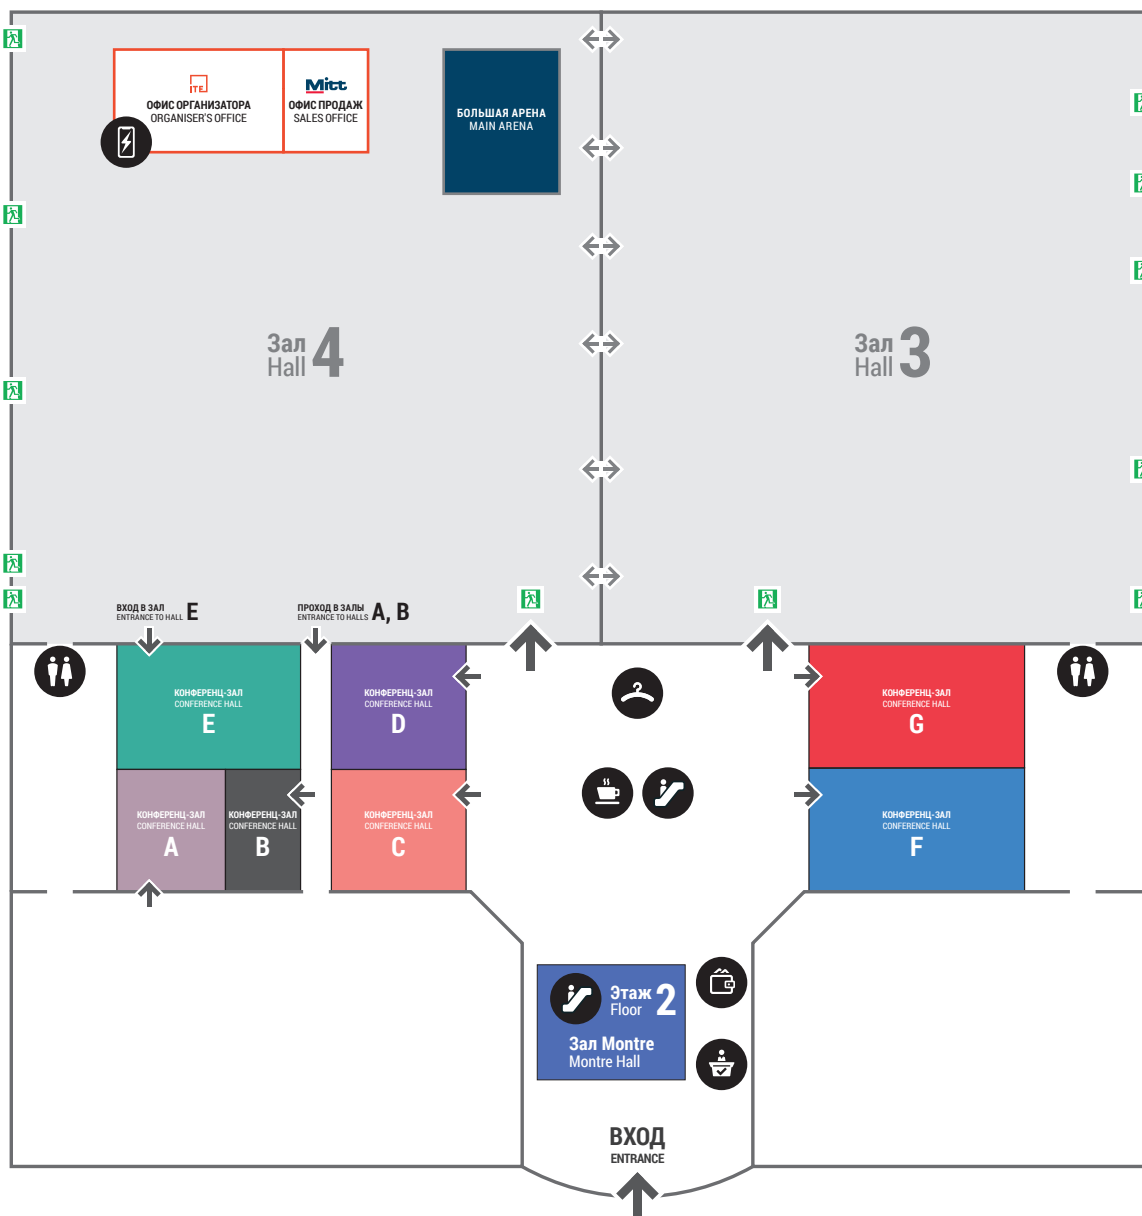 ITE
ОФИС ОРГАНИЗАТОРА
ORGANISER'S OFFICE
Mitt
ОФИС ПРОДАЖ
SALES OFFICE
БОЛЬШАЯ АРЕНА
MAIN ARENA
Зал
Hall 4
Зал
Hall 3
ВХОД В ЗАЛ
ENTRANCE TO HALL E
ПРОХОД В ЗАЛЫ
ENTRANCE TO HALLS A, B
КОНФЕРЕНЦ-ЗАЛ
CONFERENCE HALL
E
КОНФЕРЕНЦ-ЗАЛ
CONFERENCE HALL
D
КОНФЕРЕНЦ-ЗАЛ
CONFERENCE HALL
G
КОНФЕРЕНЦ-ЗАЛ
CONFERENCE HALL
A
КОНФЕРЕНЦ-ЗАЛ
CONFERENCE HALL
B
КОНФЕРЕНЦ-ЗАЛ
CONFERENCE HALL
C
КОНФЕРЕНЦ-ЗАЛ
CONFERENCE HALL
F
Этаж
Floor 2
Зал Montre
Montre Hall
ВХОД
ENTRANCE